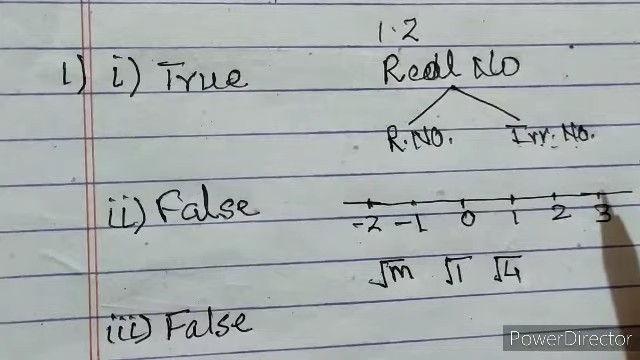 1.2
1) i) True Real No
R.No. Irr.No.
ii) False
-2 -1 0 1 2 3
√m √1 √4
iii) False
PowerDirector